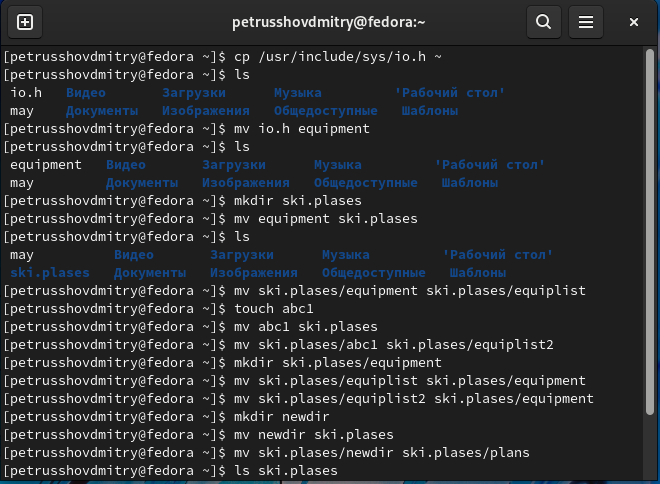 petrusshovdmitry@fedora:~
[petrusshovdmitry@fedora ~]$ cp /usr/include/sys/io.h ~
[petrusshovdmitry@fedora ~]$ ls
io.h Видео Загрузки Музыка 'Рабочий стол'
may Документы Изображения Общедоступные Шаблоны
[petrusshovdmitry@fedora ~]$ mv io.h equipment
[petrusshovdmitry@fedora ~]$ ls
equipment Видео Загрузки Музыка 'Рабочий стол'
may Документы Изображения Общедоступные Шаблоны
[petrusshovdmitry@fedora ~]$ mkdir ski.plases
[petrusshovdmitry@fedora ~]$ mv equipment ski.plases
[petrusshovdmitry@fedora ~]$ ls
may Видео Загрузки Музыка 'Рабочий стол'
ski.plases Документы Изображения Общедоступные Шаблоны
[petrusshovdmitry@fedora ~]$ mv ski.plases/equipment ski.plases/equiplist
[petrusshovdmitry@fedora ~]$ touch abc1
[petrusshovdmitry@fedora ~]$ mv abc1 ski.plases
[petrusshovdmitry@fedora ~]$ mv ski.plases/abc1 ski.plases/equiplist2
[petrusshovdmitry@fedora ~]$ mkdir ski.plases/equipment
[petrusshovdmitry@fedora ~]$ mv ski.plases/equiplist ski.plases/equipment
[petrusshovdmitry@fedora ~]$ mv ski.plases/equiplist2 ski.plases/equipment
[petrusshovdmitry@fedora ~]$ mkdir newdir
[petrusshovdmitry@fedora ~]$ mv newdir ski.plases
[petrusshovdmitry@fedora ~]$ mv ski.plases/newdir ski.plases/plans
[petrusshovdmitry@fedora ~]$ ls ski.plases